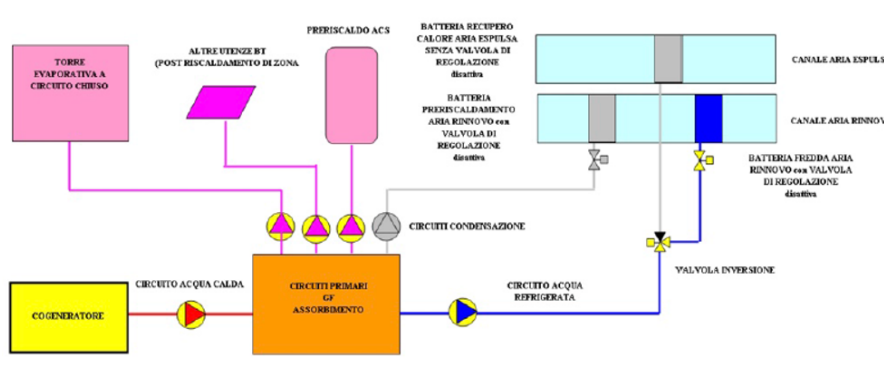 PRERISCALDO ACS
BATTERIA RECUPERO
CALORE ARIA ESPULSA
SENZA VALVOLA DI
REGOLAZIONE
disattiva
ALTRE UTENZE BT
(POST RISCALDAMENTO DI ZONA
TORRE
EVAPORATIVA A
CIRCUITO CHIUSO
CANALE ARIA ESPULS
BATTERIA
PRERISCALDAMENTO
ARIA RINNOVO con
VALVOLA DI
REGOLAZIONE
disattiva
CANALE ARIA RINNOV
BATTERIA FREDDA ARIA
RINNOVO con VALVOLA
DI REGOLAZIONE
disattiva
CIRCUITI CONDENSAZIONE
VALVOLA INVERSIONE
CIRCUITO ACQUA CALDA
CIRCUITI PRIMARI
GF
ASSORBIMENTO
CIRCUITO ACQUA
REFRIGERATA
COGENERATORE